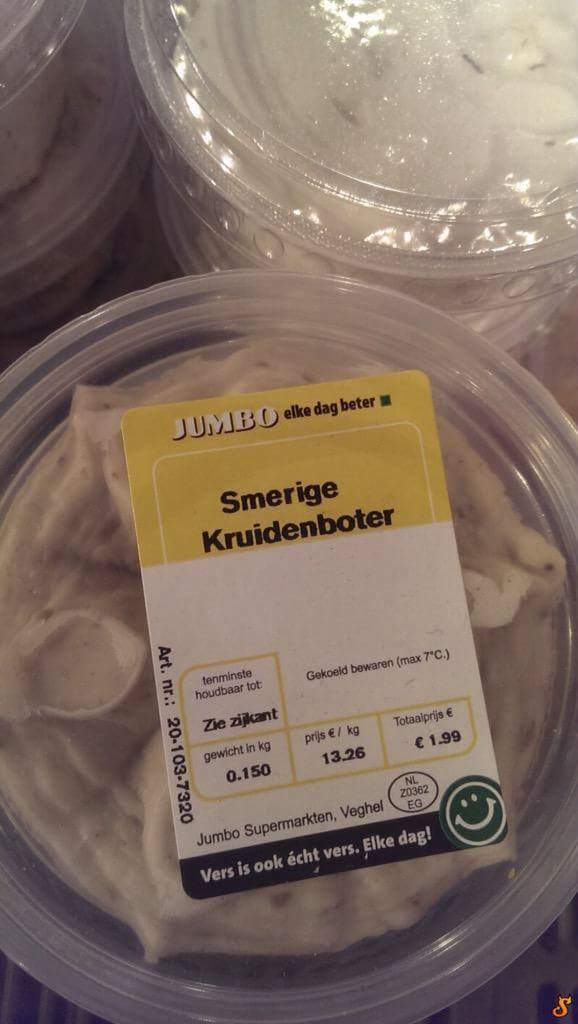 JUMBO elke dag beter
Smerige
Kruidenboter
tenminste
houdbaar tot:
Zie zijkant
Gekoeld bewaren (max 7°C.)
gewicht in kg
0.150
prijs € / kg
13.26
Totaalprijs €
€ 1.99
Art. nr.: 20-103-7320
Jumbo Supermarkten, Veghel
NL
Z0362
EG
Vers is ook écht vers. Elke dag!